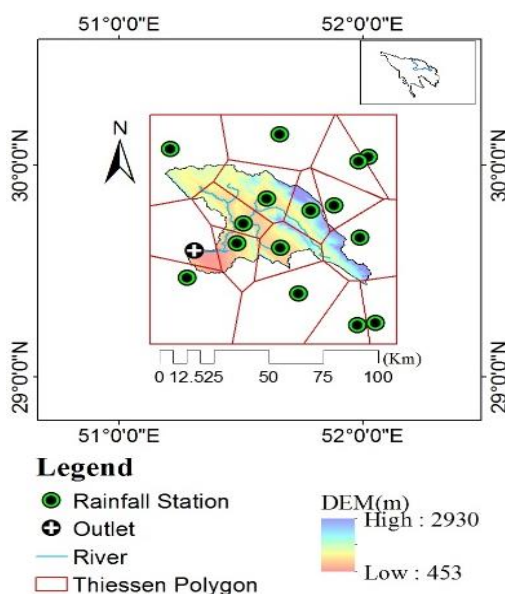 51°0'0"E 52°0'0"E
N
30°0'0"N 30°0'0"N
29°0'0"N 29°0'0"N
(Km)
0 12.525 50 75 100
51°0'0"E 52°0'0"E
Legend
Rainfall Station
Outlet
River
Thiessen Polygon
DEM(m)
High : 2930
Low : 453